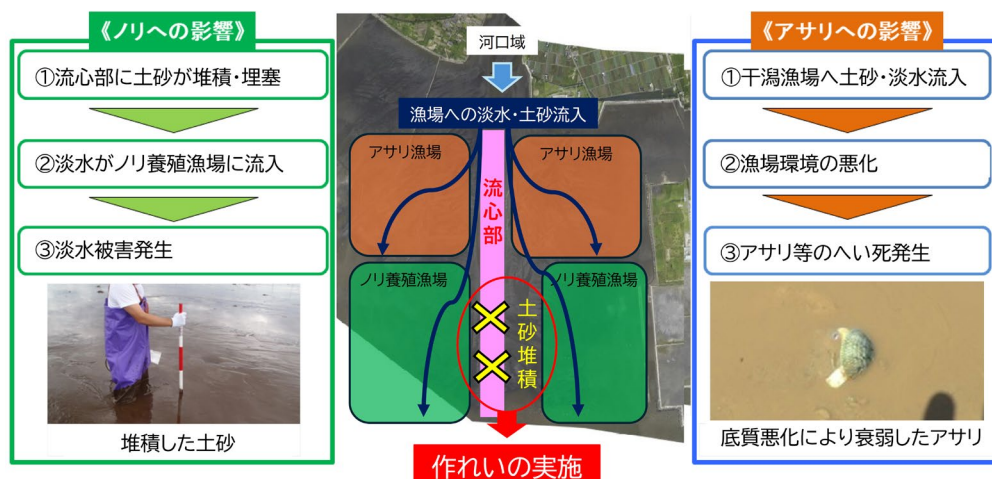 《ノリへの影響》
①流心部に土砂が堆積・埋塞
②淡水がノリ養殖漁場に流入
③淡水被害発生
堆積した土砂
河口域
漁場への淡水・土砂流入
アサリ漁場
アサリ漁場
流心部
ノリ養殖漁場
ノリ養殖漁場
土砂堆積
作れいの実施
《アサリへの影響》
①干潟漁場へ土砂・淡水流入
②漁場環境の悪化
③アサリ等のへい死発生
底質悪化により衰弱したアサリ